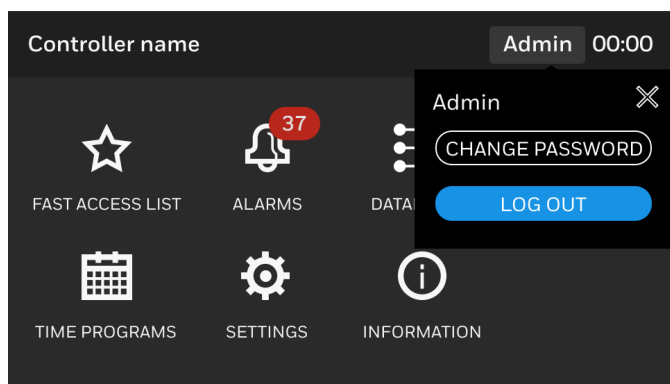 Controller name
Admin 00:00
Admin
CHANGE PASSWORD
LOG OUT
37
FAST ACCESS LIST
ALARMS
TIME PROGRAMS
SETTINGS
INFORMATION